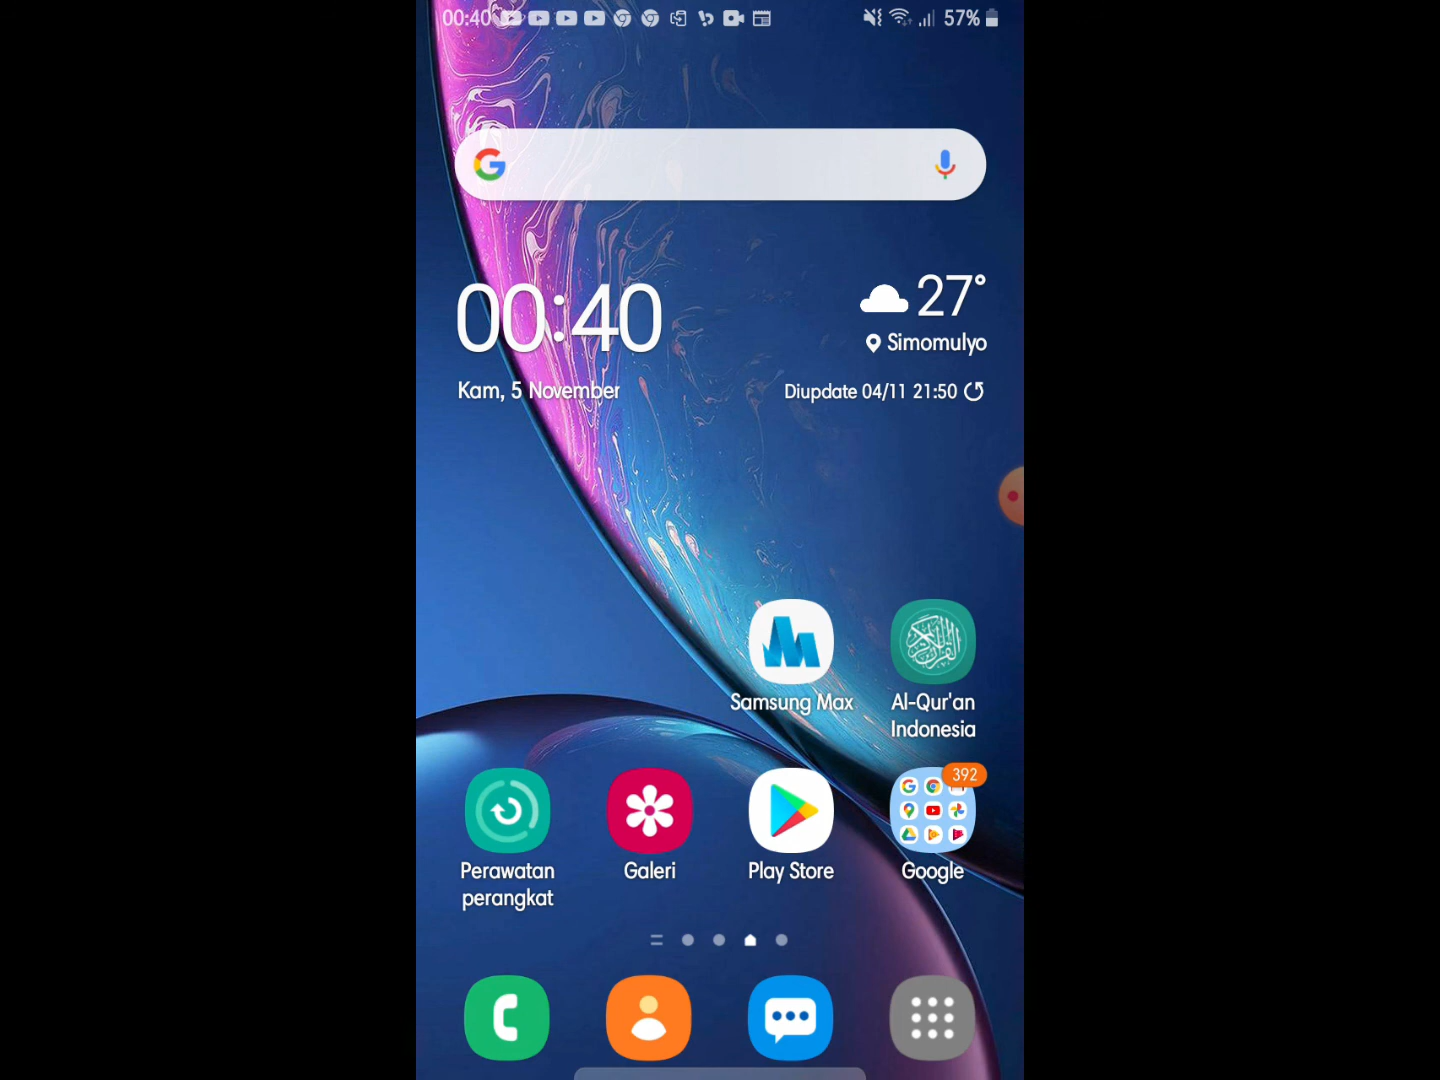 00:40
57%
00:40
27°
Simomulyo
Kam, 5 November
Diupdate 04/11 21:50
Samsung Max
Al-Qur'an
Indonesia
392
Perawatan
perangkat
Galeri
Play Store
Google